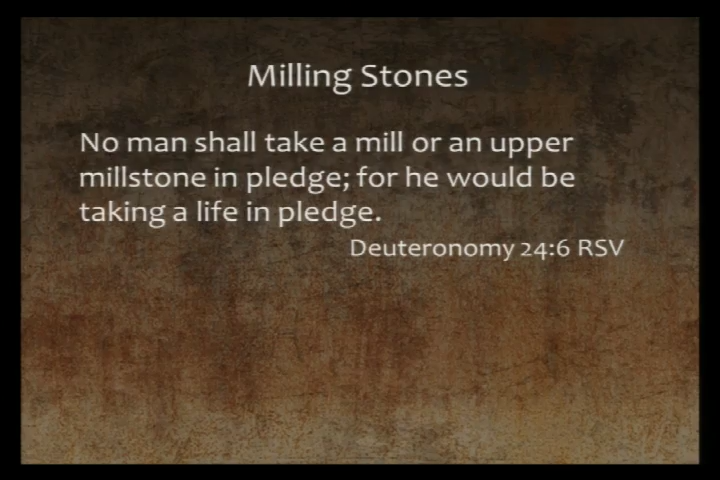 Milling Stones
No man shall take a mill or an upper
millstone in pledge; for he would be
taking a life in pledge.
Deuteronomy 24:6 RSV